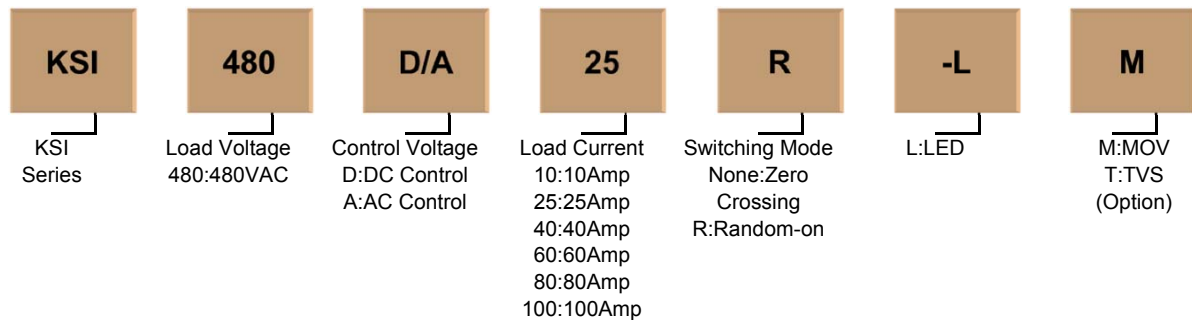 KSI 480 D/A 25 R -L M
KSI
Series
Load Voltage
480:480VAC
Control Voltage
D:DC Control
A:AC Control
Load Current
10:10Amp
25:25Amp
40:40Amp
60:60Amp
80:80Amp
100:100Amp
Switching Mode
None:Zero
Crossing
R:Random-on
L:LED
M:MOV
T:TVS
(Option)